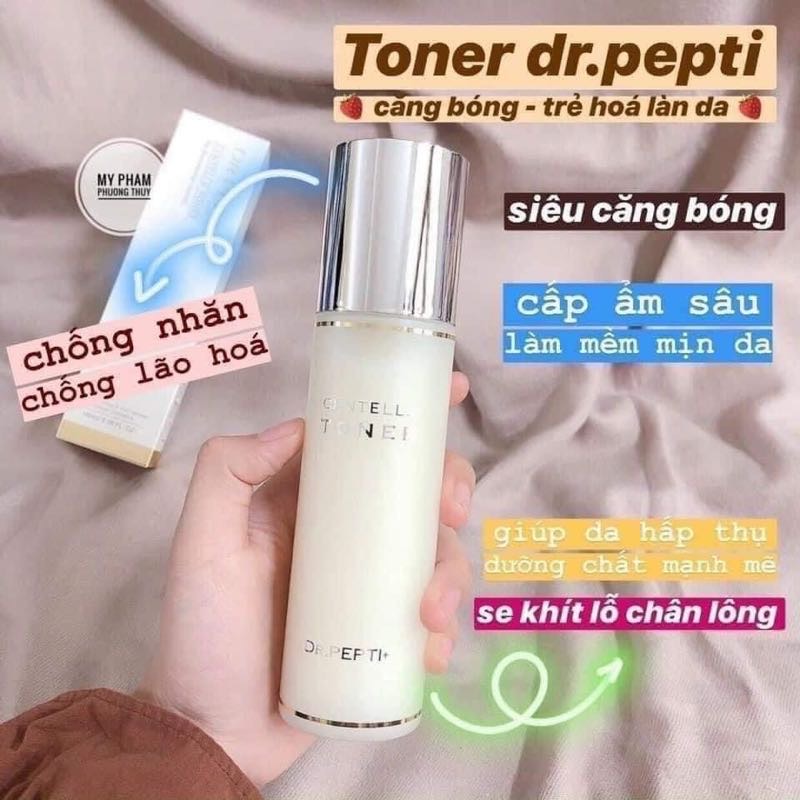 Toner dr.pepti
căng bóng - trẻ hoá làn da
MY PHAM
PHUONG THUY
siêu căng bóng
cấp ẩm sâu
làm mềm mịn da
chống nhăn
chống lão hoá
CENTELL
TONE
giúp da hấp thụ
dưỡng chất mạnh mẽ
se khít lỗ chân lông
DR.PEPTI+